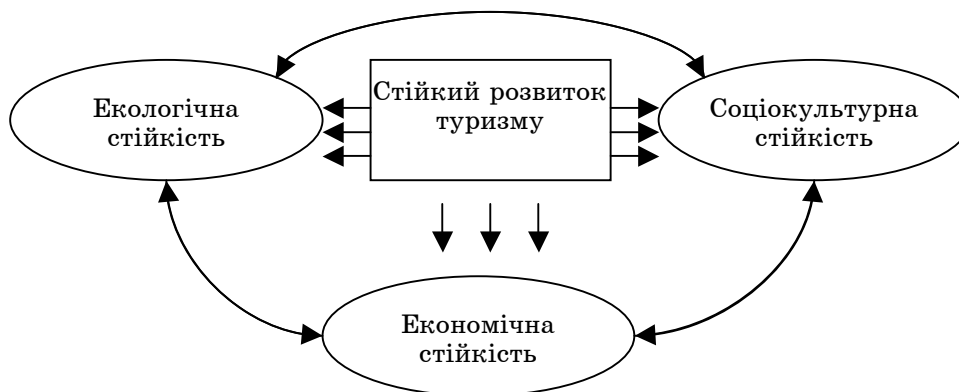 Екологічна
стійкість
Стійкий розвиток
туризму
Соціокультурна
стійкість
Економічна
стійкість